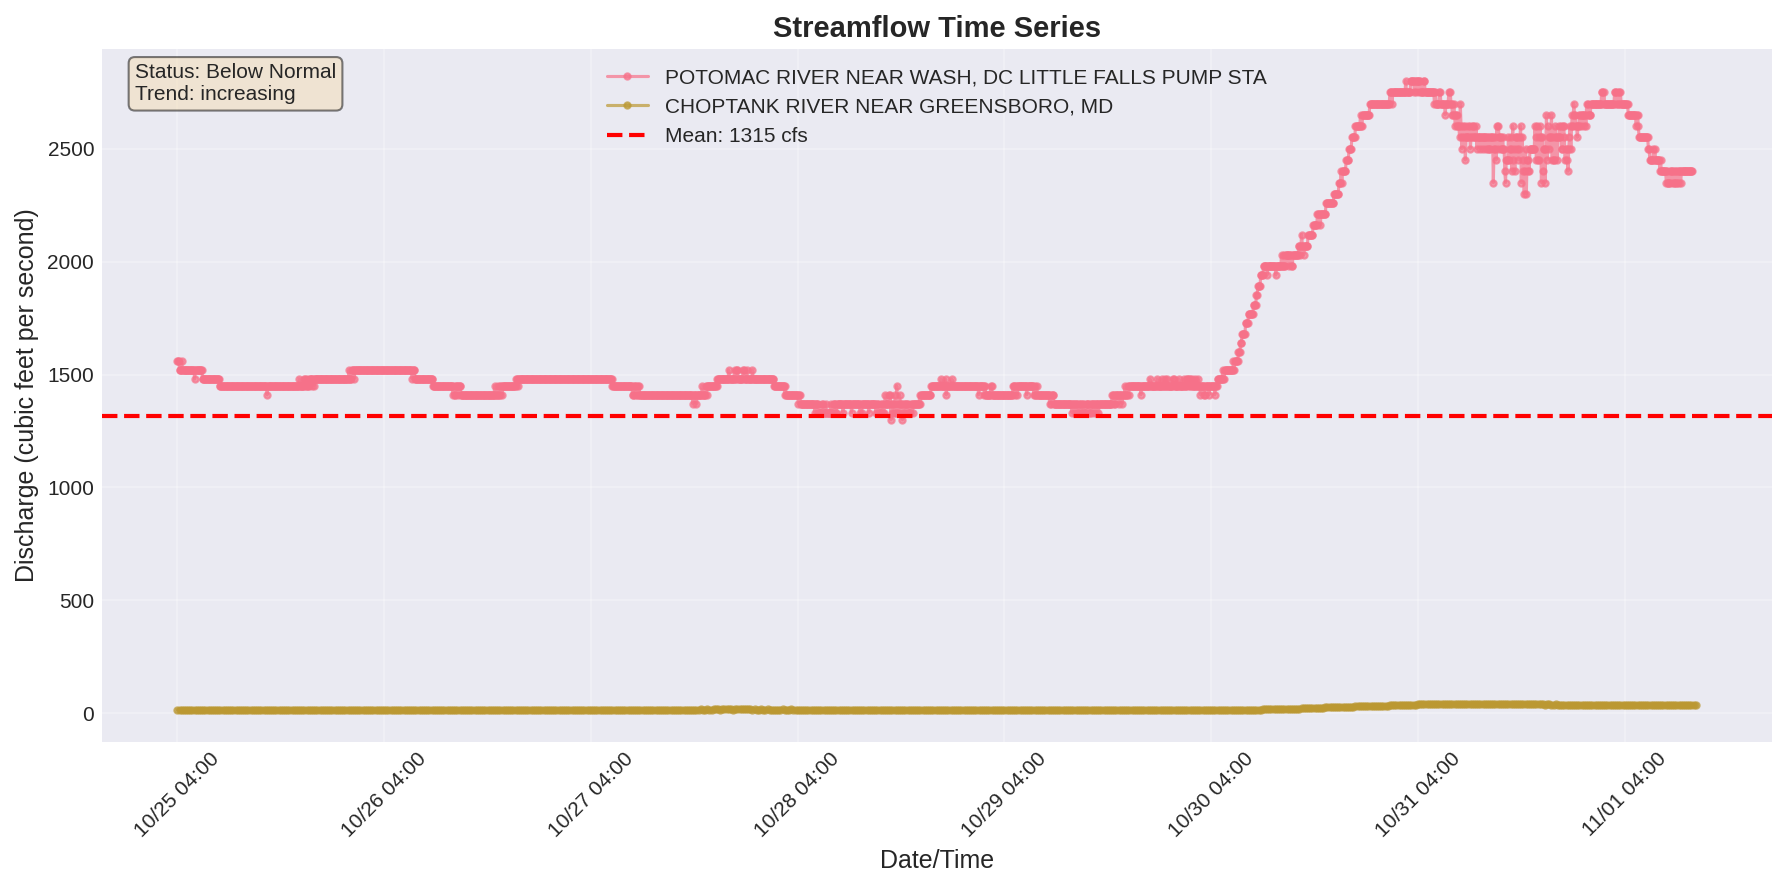 Streamflow Time Series
Status: Below Normal
Trend: increasing
POTOMAC RIVER NEAR WASH, DC LITTLE FALLS PUMP STA
CHOPTANK RIVER NEAR GREENSBORO, MD
Mean: 1315 cfs
Discharge (cubic feet per second)
2500
2000
1500
1000
500
0
10/25 04:00
10/26 04:00
10/27 04:00
10/28 04:00
10/29 04:00
10/30 04:00
10/31 04:00
11/01 04:00
Date/Time